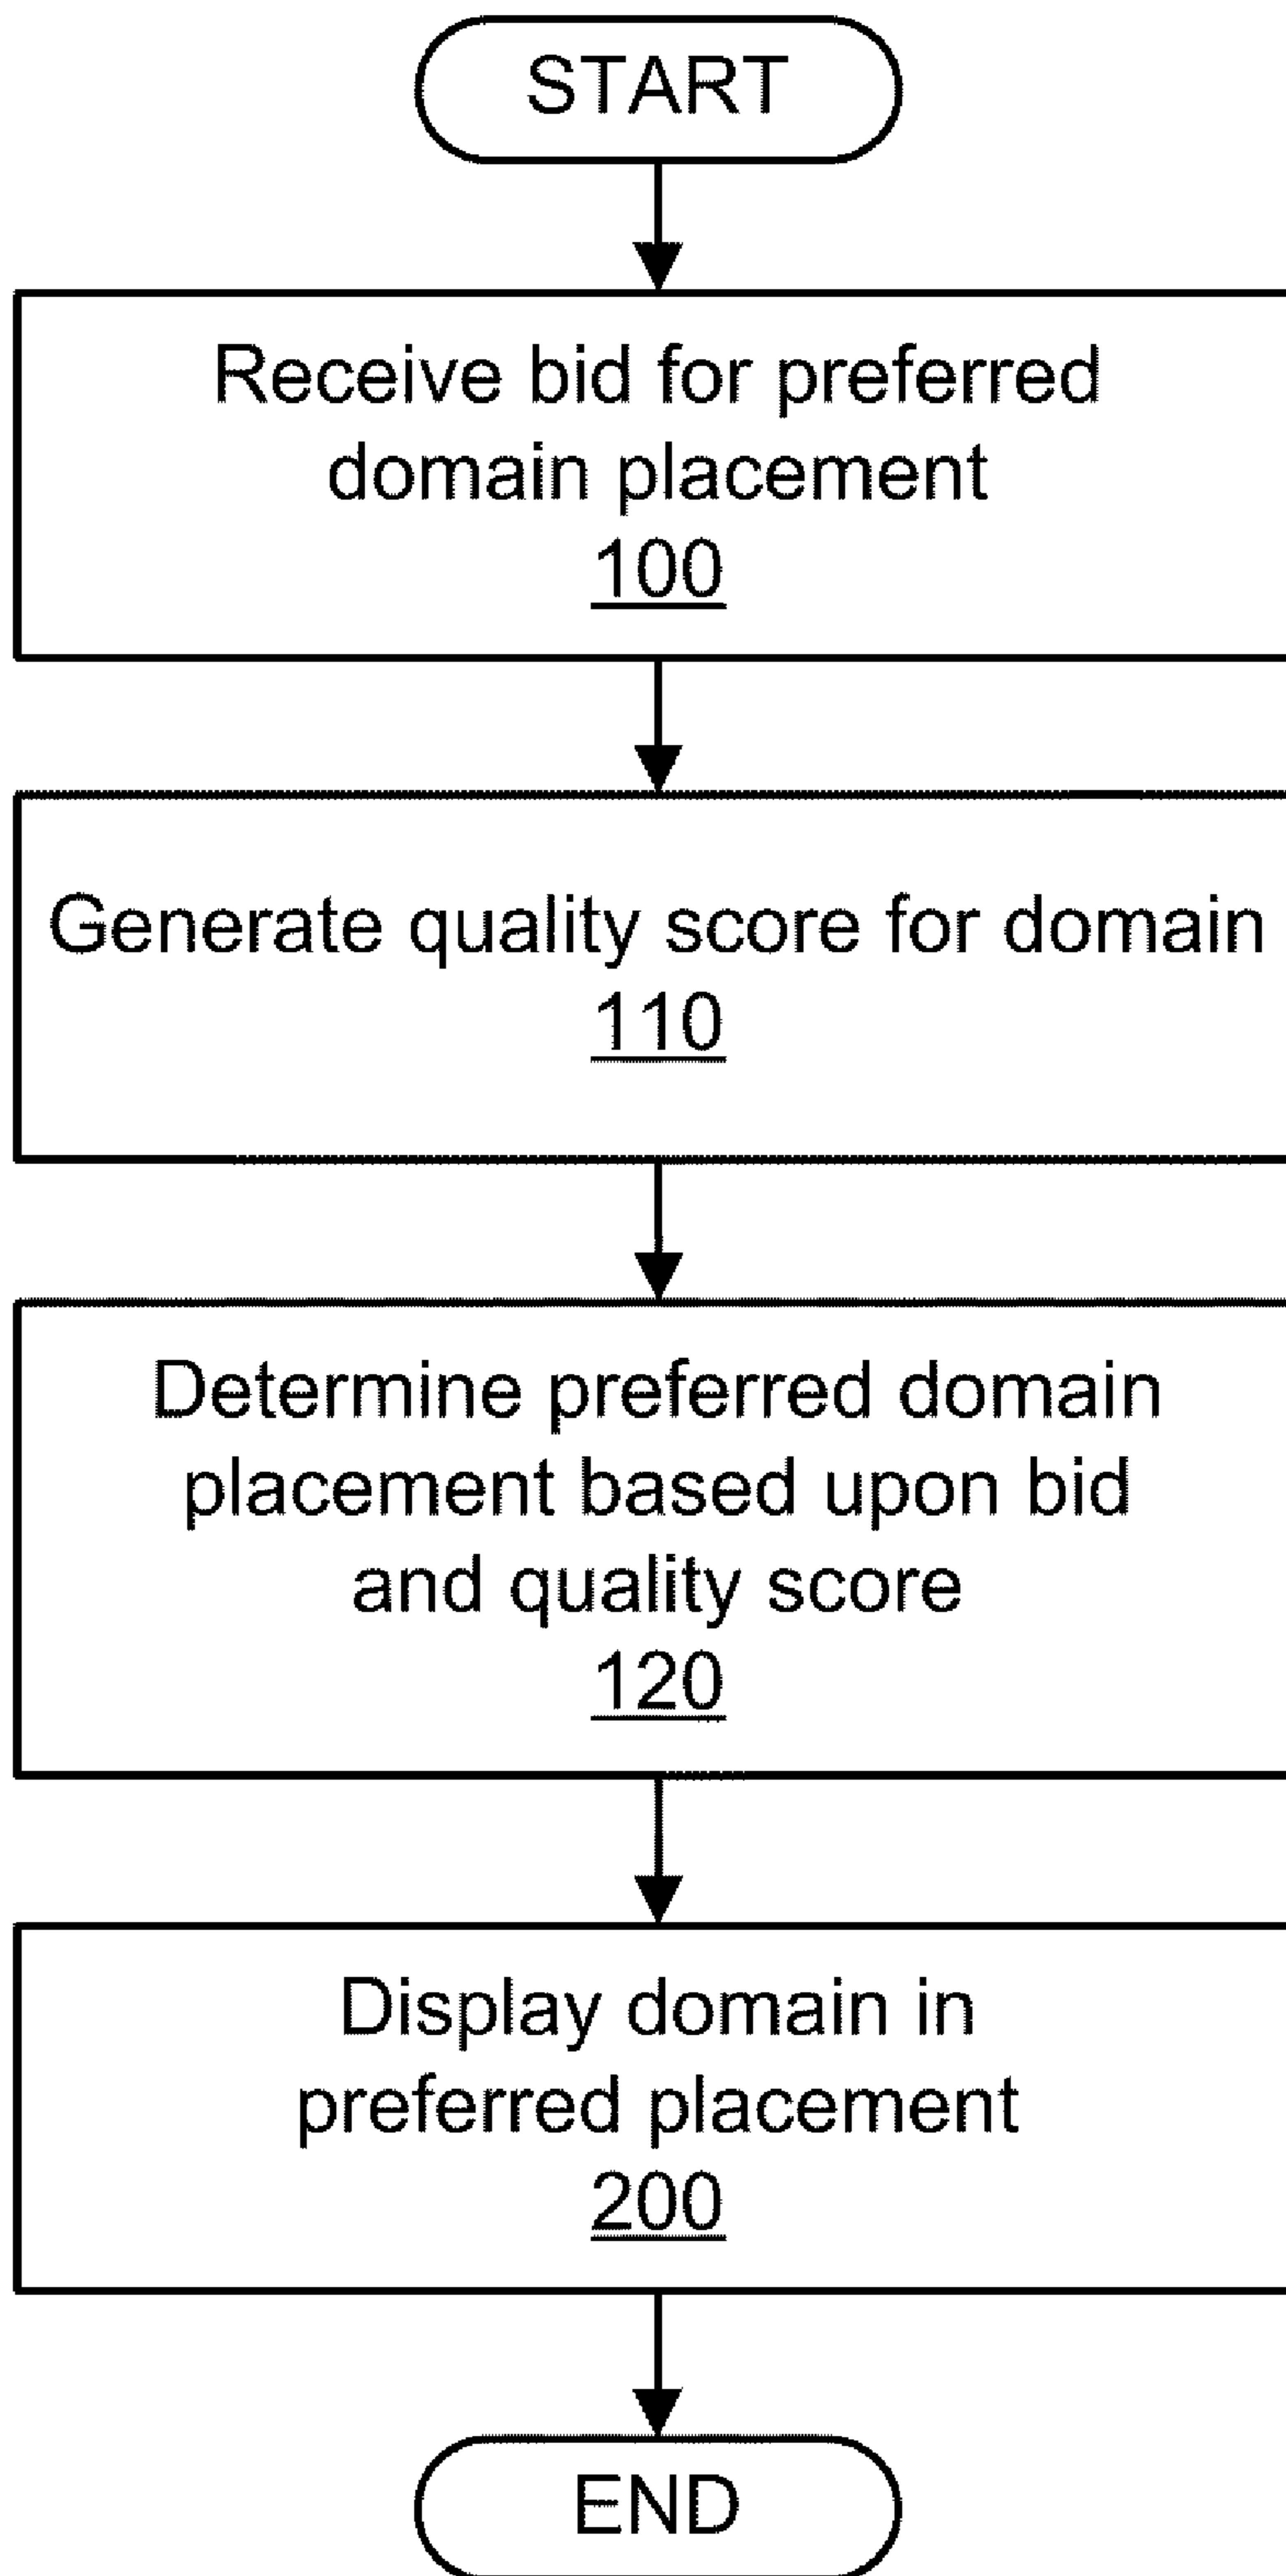 START
Receive bid for preferred
domain placement
100
Generate quality score for domain
110
Determine preferred domain
placement based upon bid
and quality score
120
Display domain in
preferred placement
200
END